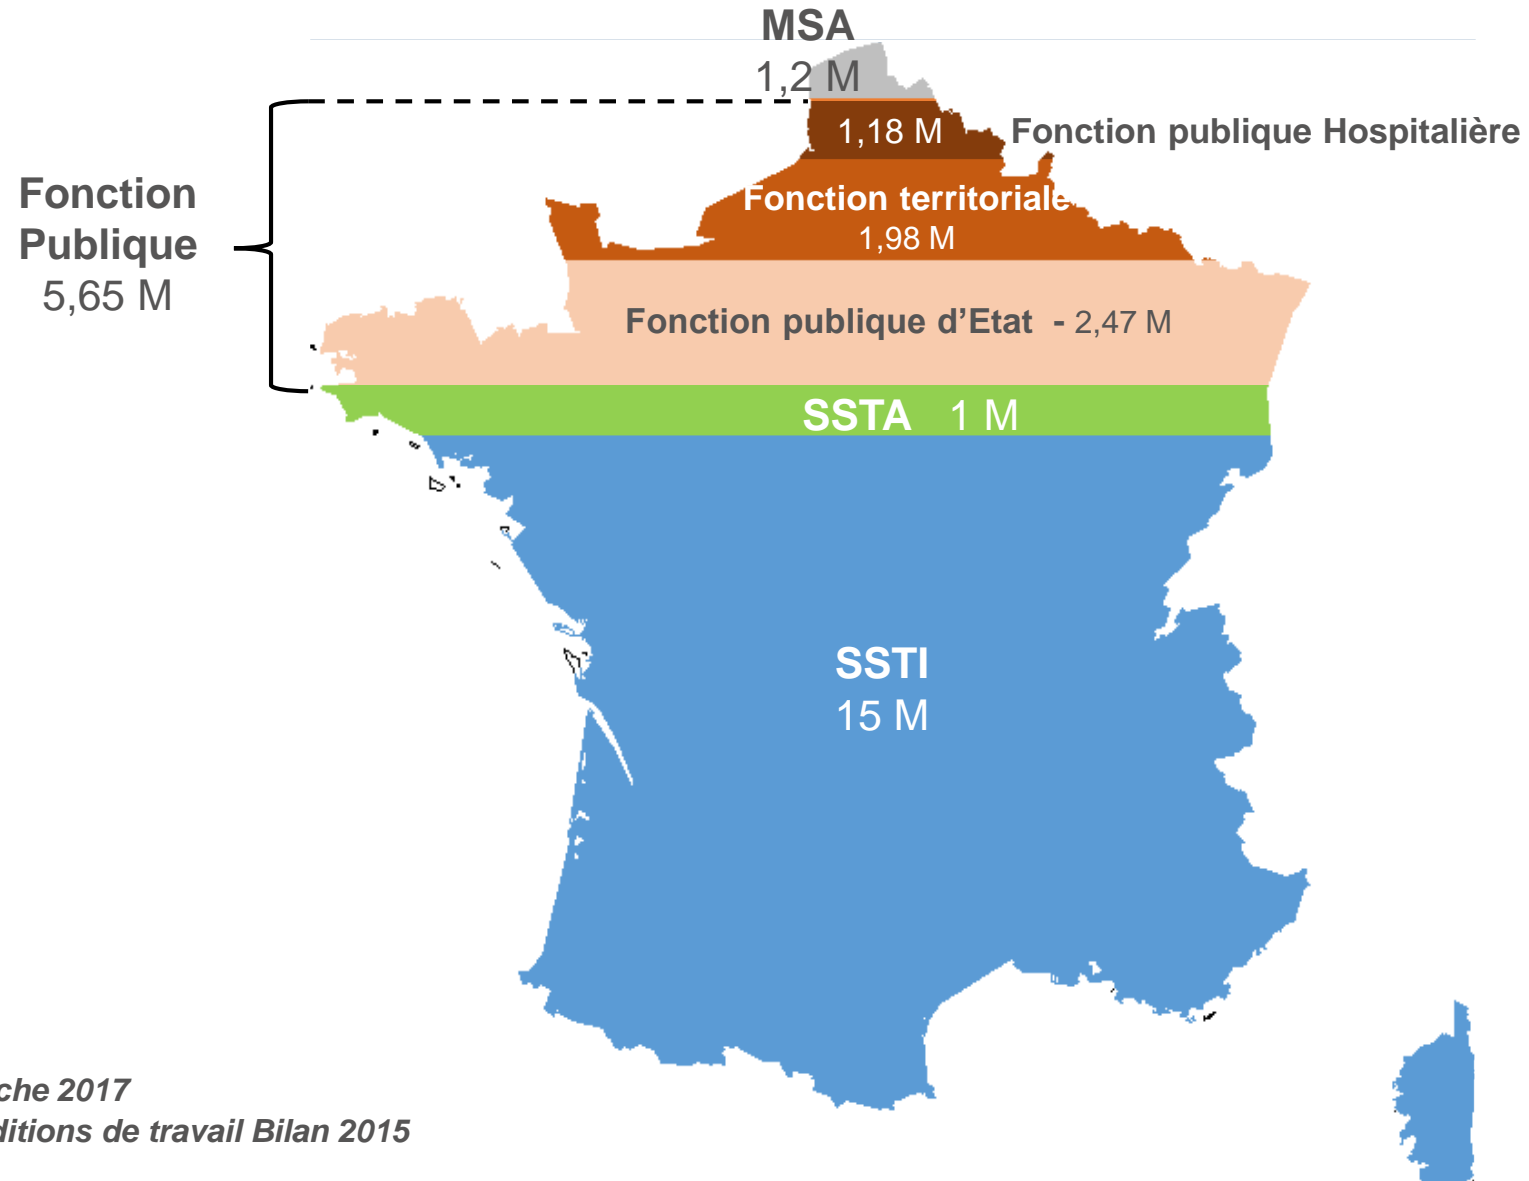 MSA
1,2 M
1,18 M
Fonction publique Hospitalière
Fonction
Publique
5,65 M
Fonction territoriale
1,98 M
Fonction publique d’Etat - 2,47 M
SSTA 1 M
SSTI
15 M
che 2017
ditions de travail Bilan 2015